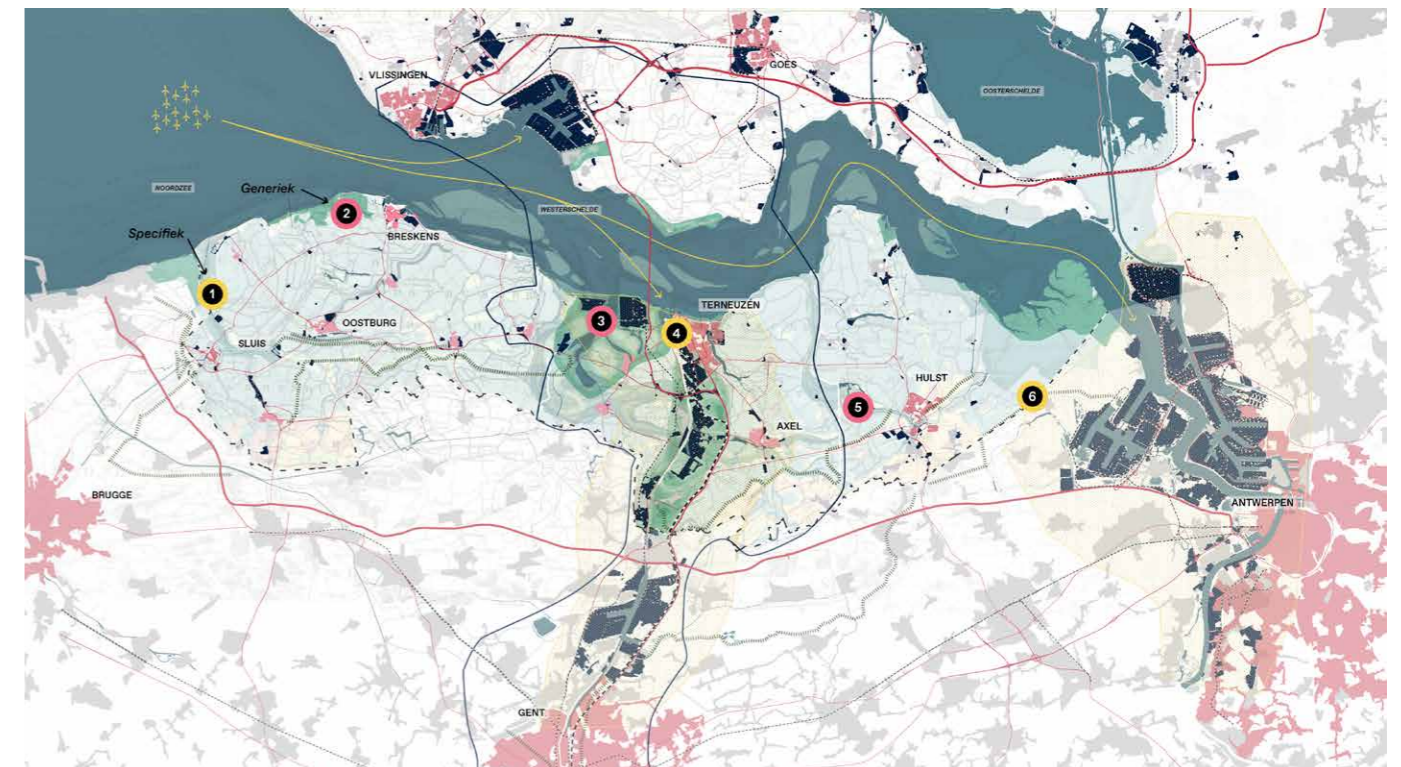 VLISSINGEN
GOES
OOSTERSCHELDE
NOORDZEE
Generiek
2
WESTERSCHELDE
Specifiek
BRESKENS
1
TERNEUZÉN
OOSTBURG
3
4
SLUIS
HULST
6
5
AXEL
BRUGGE
ANTWERPEN
GENT